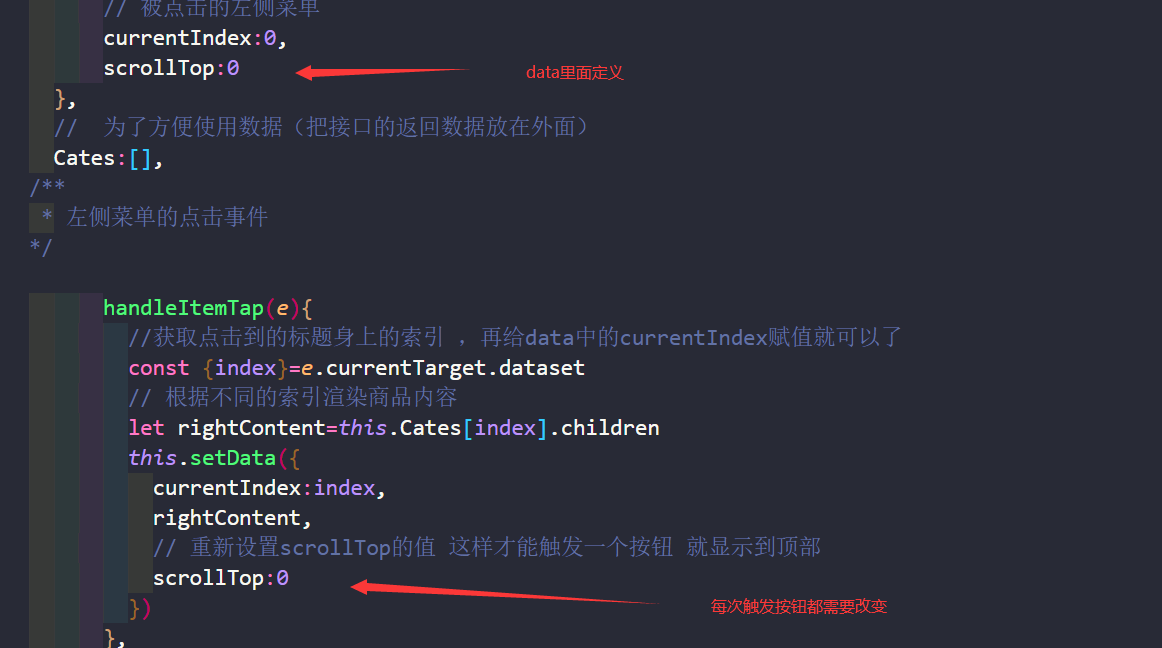 // 被点击的左侧菜单
currentIndex:0,
scrollTop:0
data里面定义
},
// 为了方便使用数据（把接口的返回数据放在外面）
Cates:[],
/**
* 左侧菜单的点击事件
*/
handleItemTap(e){
//获取点击到的标题身上的索引 ，再给data中的currentIndex赋值就可以了
const {index}=e.currentTarget.dataset
// 根据不同的索引渲染商品内容
let rightContent=this.Cates[index].children
this.setData({
currentIndex:index,
rightContent,
// 重新设置scrollTop的值 这样才能触发一个按钮 就显示到顶部
scrollTop:0
每次触发按钮都需要改变
})
},